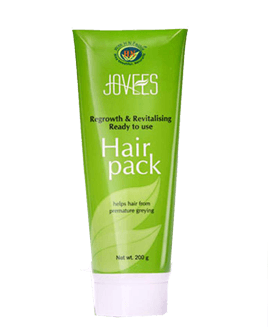 JOVEES
Regrowth & Revitalising
Ready to use
Hair
pack
helps hair from
premature greying
Net wt. 200 g